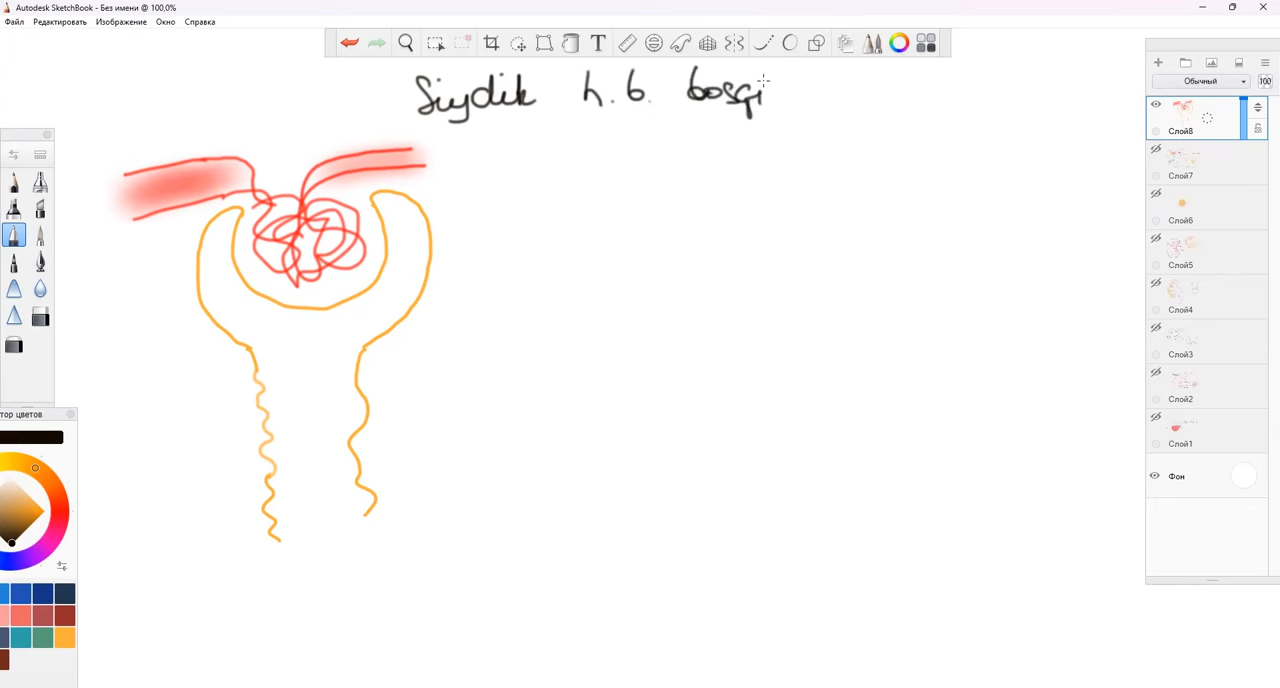 Autodesk SketchBook - Без имени @ 100,0%
Файл Редактировать Изображение Окно Справка
Siydik h.b. bosqi
Обычный 100
Слой8
Слой7
Слой6
Слой5
Слой4
Слой3
Слой2
Слой1
Фон
тор цветов